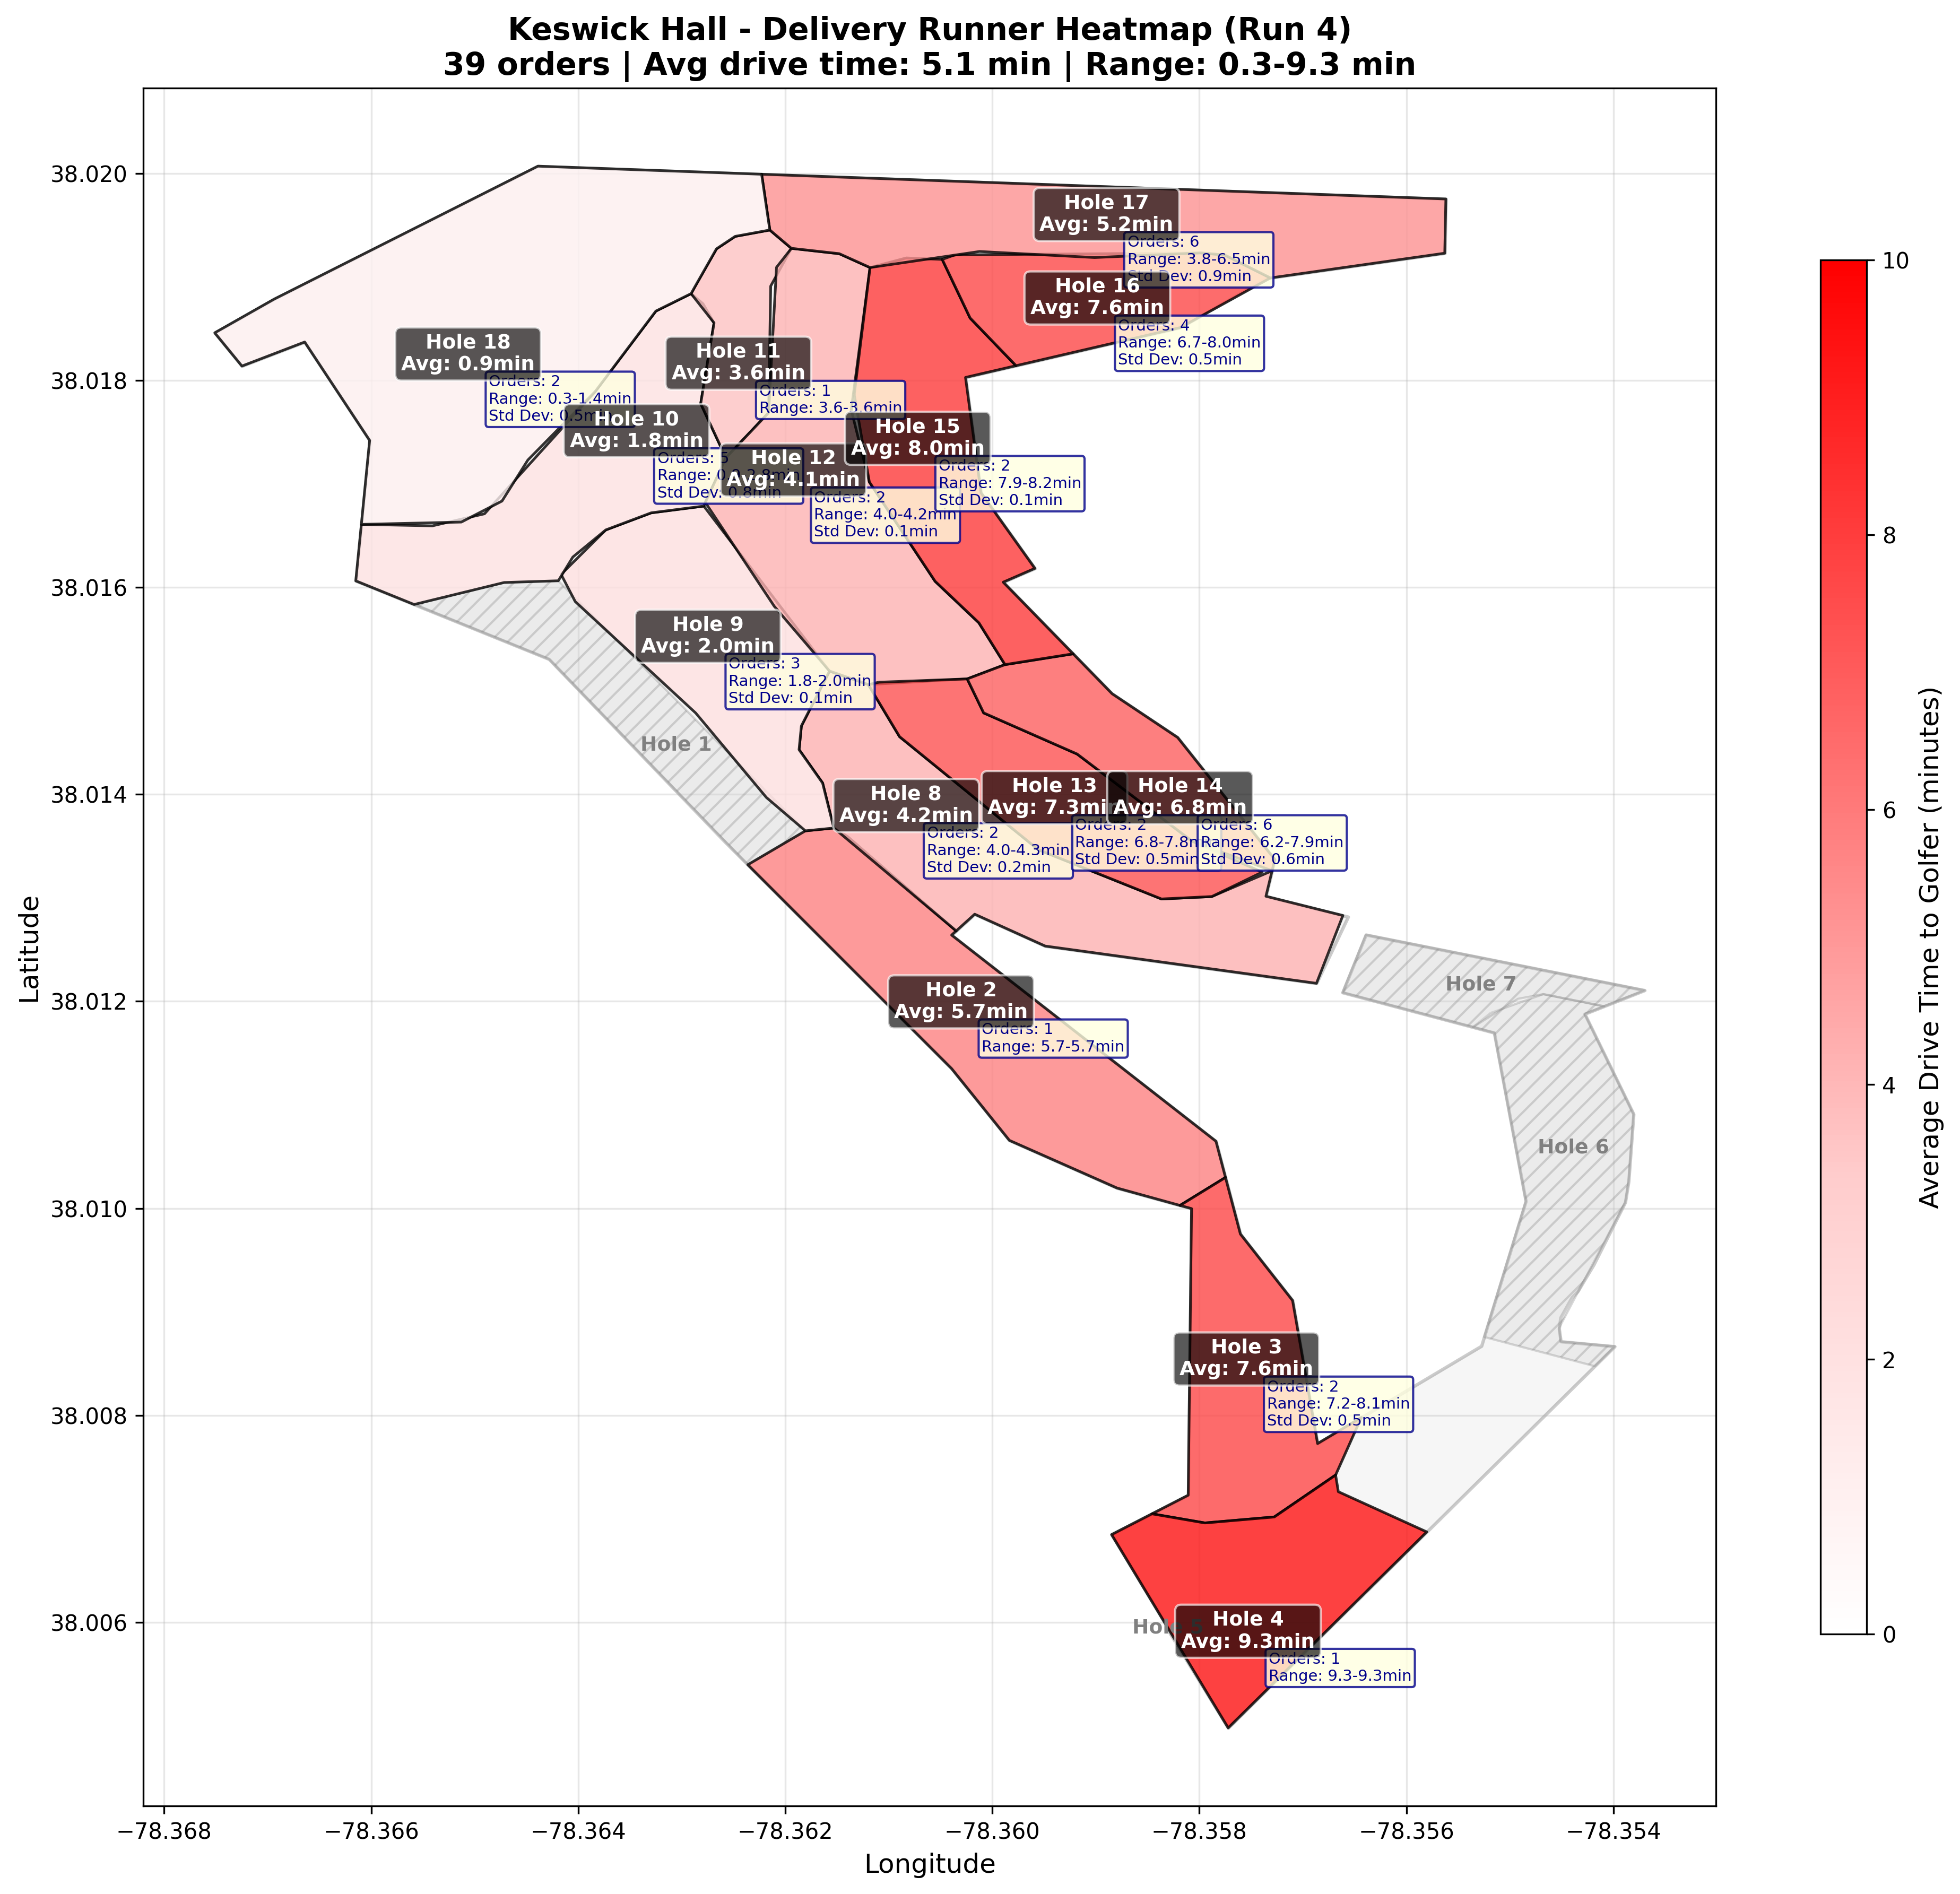 Keswick Hall - Delivery Runner Heatmap (Run 4)
39 orders | Avg drive time: 5.1 min | Range: 0.3-9.3 min
Hole 17
Avg: 5.2min
Orders: 6
Range: 3.8-6.5min
Std Dev: 0.9min
Hole 16
Avg: 7.6min
Orders: 4
Range: 6.7-8.0min
Std Dev: 0.5min
Hole 18
Avg: 0.9min
Orders: 2
Range: 0.3-1.4min
Std Dev: 0.5min
Hole 11
Avg: 3.6min
Orders: 1
Range: 3.6-3.6min
Hole 10
Avg: 1.8min
Orders: 5
Range:
Std Dev: 0.8min
Hole 15
Avg: 8.0min
Orders: 2
Range: 7.9-8.2min
Std Dev: 0.1min
Hole 12
Avg: 4.1min
Orders: 2
Range: 4.0-4.2min
Std Dev: 0.1min
Hole 9
Avg: 2.0min
Orders: 3
Range: 1.8-2.0min
Std Dev: 0.1min
Hole 1
Hole 8
Avg: 4.2min
Orders: 2
Range: 4.0-4.3min
Std Dev: 0.2min
Hole 13
Avg: 7.3min
Orders: 2
Range: 6.8-7.8m
Std Dev: 0.5min
Hole 14
Avg: 6.8min
Orders: 6
Range: 6.2-7.9min
Std Dev: 0.6min
Hole 7
Hole 2
Avg: 5.7min
Orders: 1
Range: 5.7-5.7min
Hole 6
Hole 3
Avg: 7.6min
Orders: 2
Range: 7.2-8.1min
Std Dev: 0.5min
Hole 5
Hole 4
Avg: 9.3min
Orders: 1
Range: 9.3-9.3min
38.020
38.018
38.016
38.014
38.012
38.010
38.008
38.006
Latitude
−78.368
−78.366
−78.364
−78.362
−78.360
−78.358
−78.356
−78.354
Longitude
10
8
6
4
2
0
Average Drive Time to Golfer (minutes)